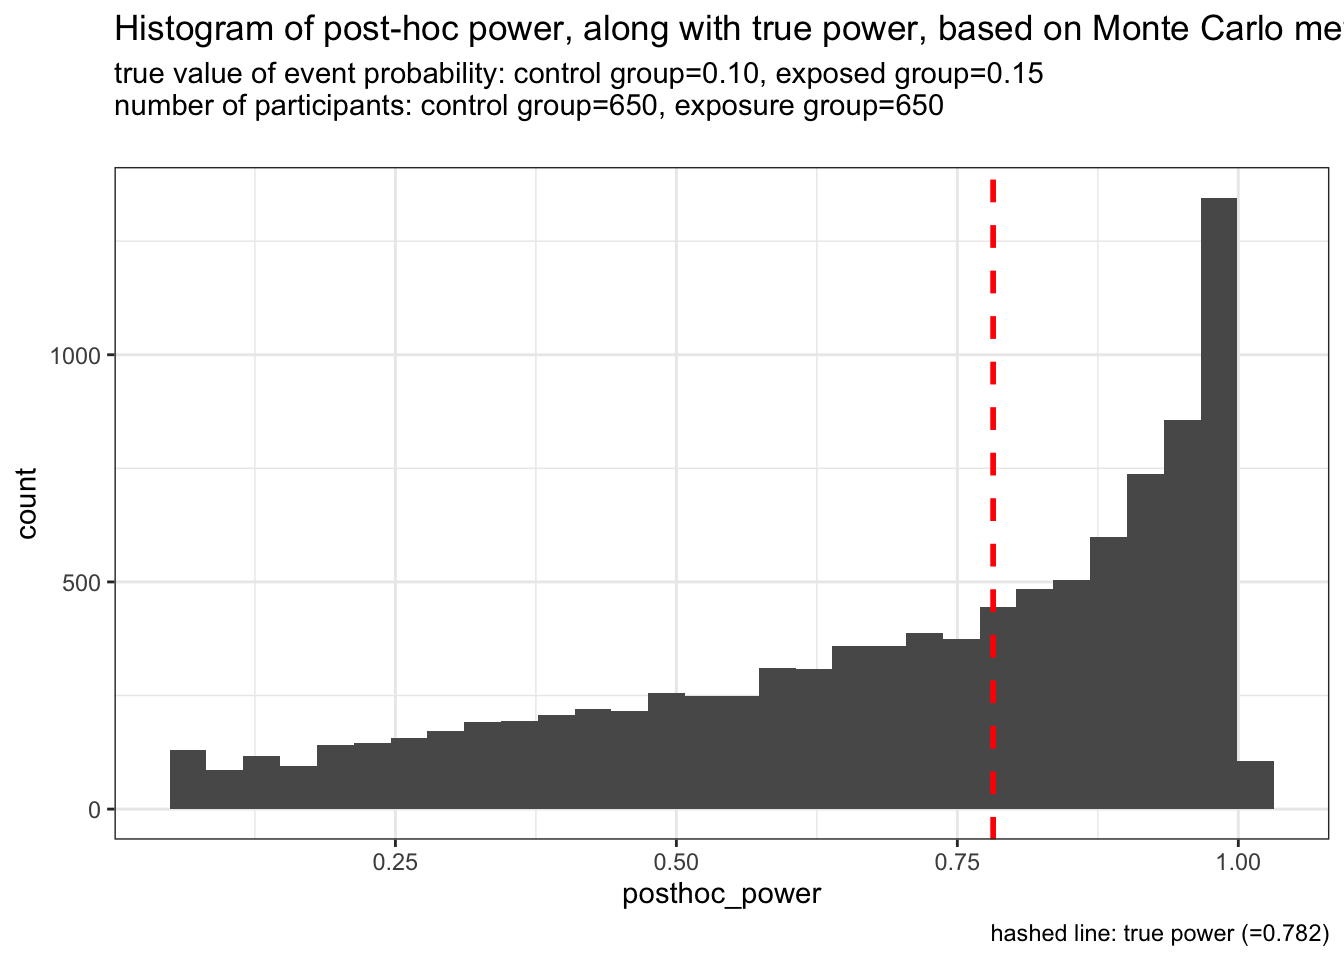 Histogram of post-hoc power, along with true power, based on Monte Carlo
true value of event probability: control group=0.10, exposed group=0.15
number of participants: control group=650, exposure group=650
1000
500
0
count
0.25 0.50 0.75 1.00
posthoc_power
hashed line: true power (=0.782)